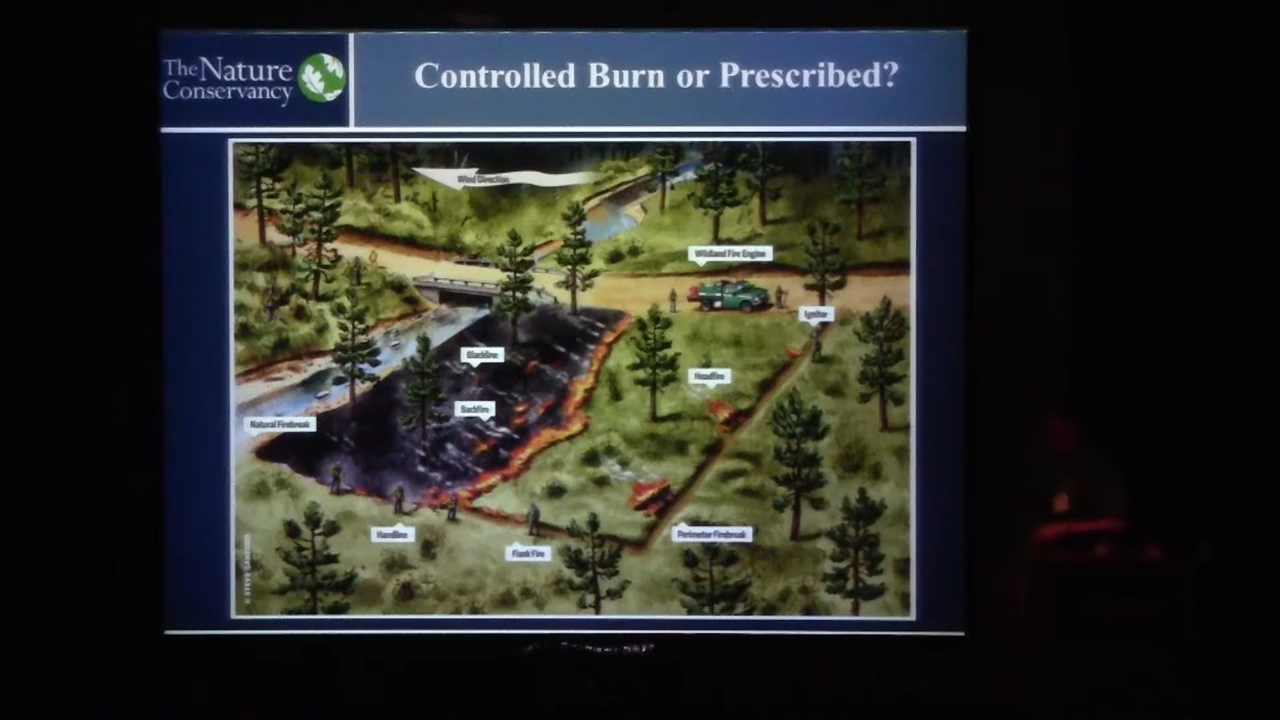 The Nature
Conservancy
Controlled Burn or Prescribed?
Wind Direction
Wildland Fire Engine
Ignitor
Blackline
Headfire
Backfire
Natural Firebreak
Handline
Perimeter Firebreak
Flank Fire